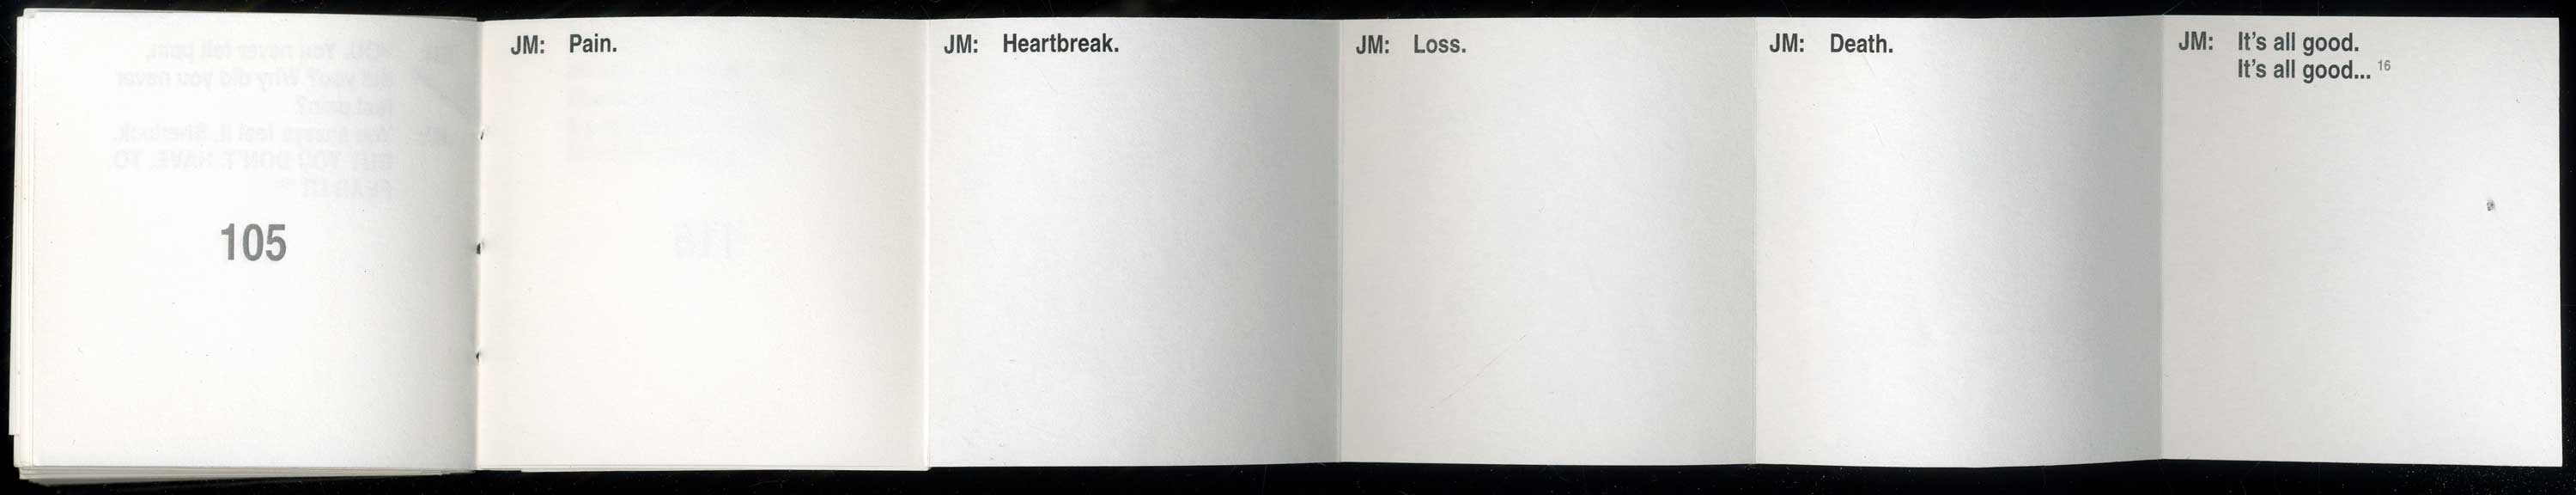 105
JM: Pain.
JM: Heartbreak.
JM: Loss.
JM: Death.
JM: It's all good.
It's all good... 16